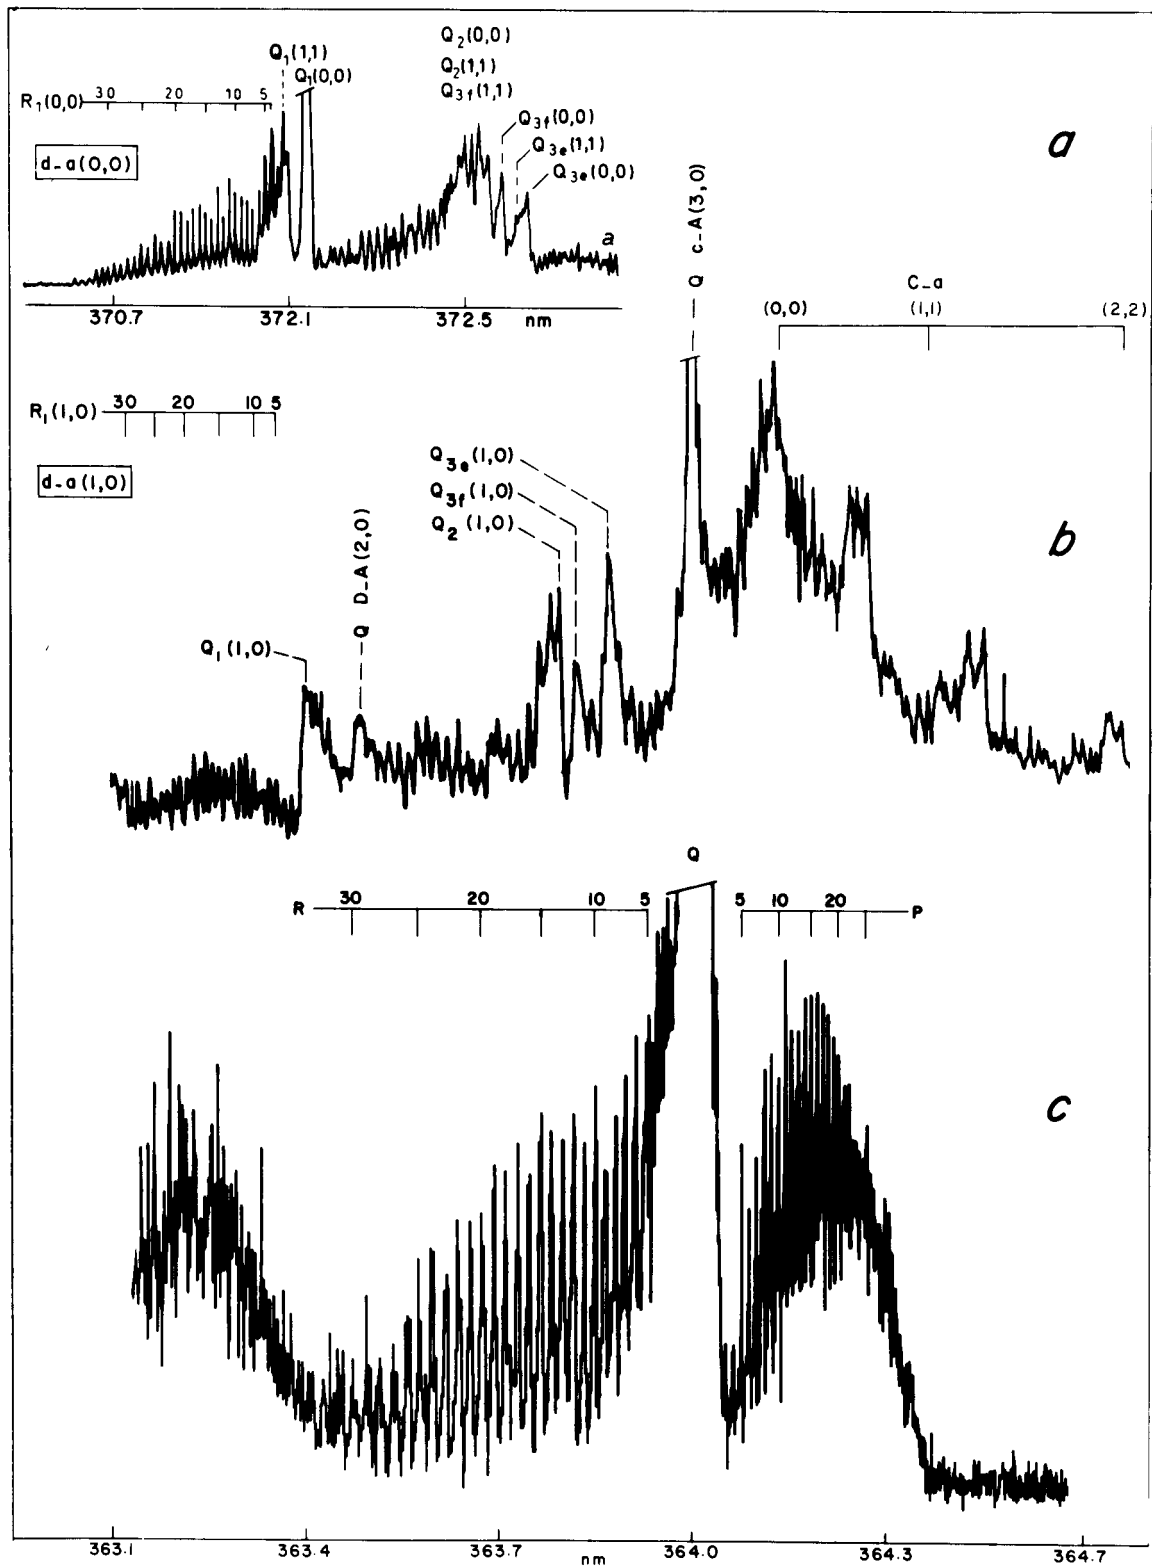 Q₂(0,0)
Q₁(1,1)
Q₂(1,1)
Q₁(0,0)
Q₃f(1,1)
R₁(0,0) 30 20 10 5
Q₃f(0,0)
a
Q₃e(1,1)
d-a(0,0)
Q₃e(0,0)
a
370.7 372.1 372.5 nm
Q c-A(3,0)
C-a
(0,0) (1,1) (2,2)
R₁(1,0) 30 20 10 5
Q₃e(1,0)
d-a(1,0)
Q₃f(1,0)
Q₂ (1,0)
b
Q D-A(2,0)
Q₁(1,0)
Q
R 30 20 10 5 5 10 20 P
c
363.1 363.4 363.7 nm 364.0 364.3 364.7